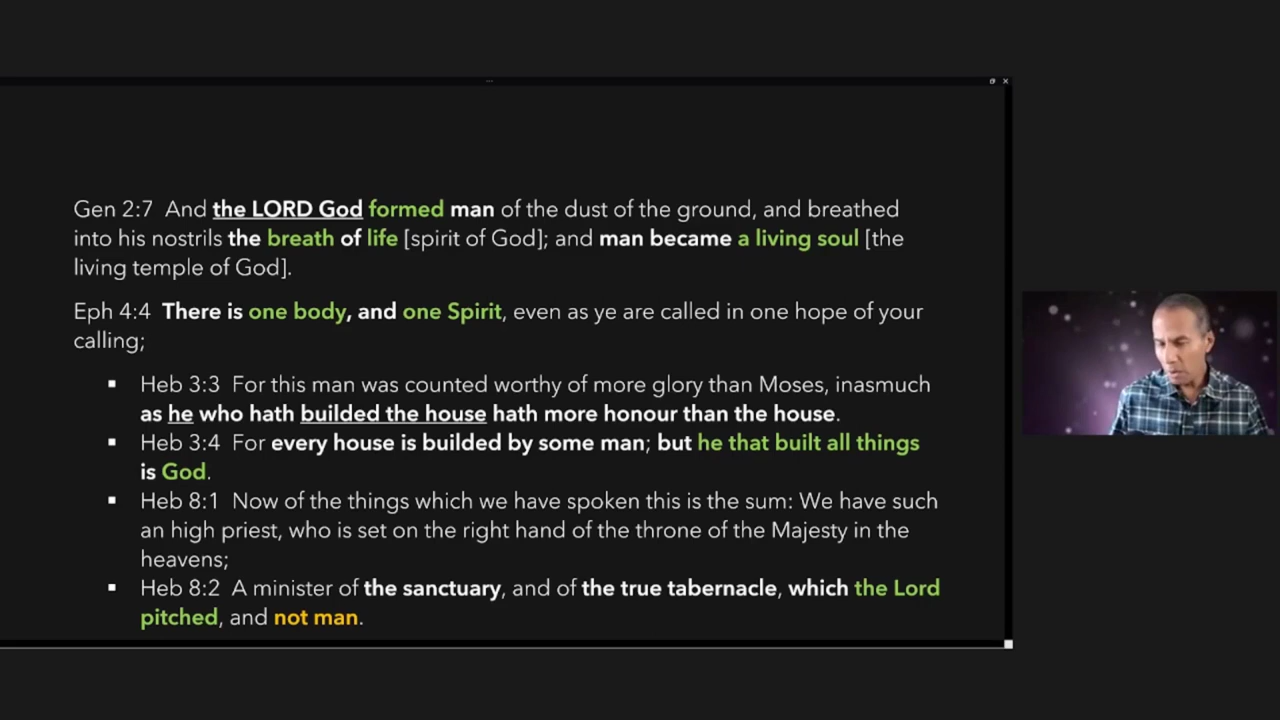 Gen 2:7 And the LORD God formed man of the dust of the ground, and breathed
into his nostrils the breath of life [spirit of God]; and man became a living soul [the
living temple of God].
Eph 4:4 There is one body, and one Spirit, even as ye are called in one hope of your
calling;
▪ Heb 3:3 For this man was counted worthy of more glory than Moses, inasmuch
as he who hath builded the house hath more honour than the house.
▪ Heb 3:4 For every house is builded by some man; but he that built all things
is God.
▪ Heb 8:1 Now of the things which we have spoken this is the sum: We have such
an high priest, who is set on the right hand of the throne of the Majesty in the
heavens;
▪ Heb 8:2 A minister of the sanctuary, and of the true tabernacle, which the Lord
pitched, and not man.